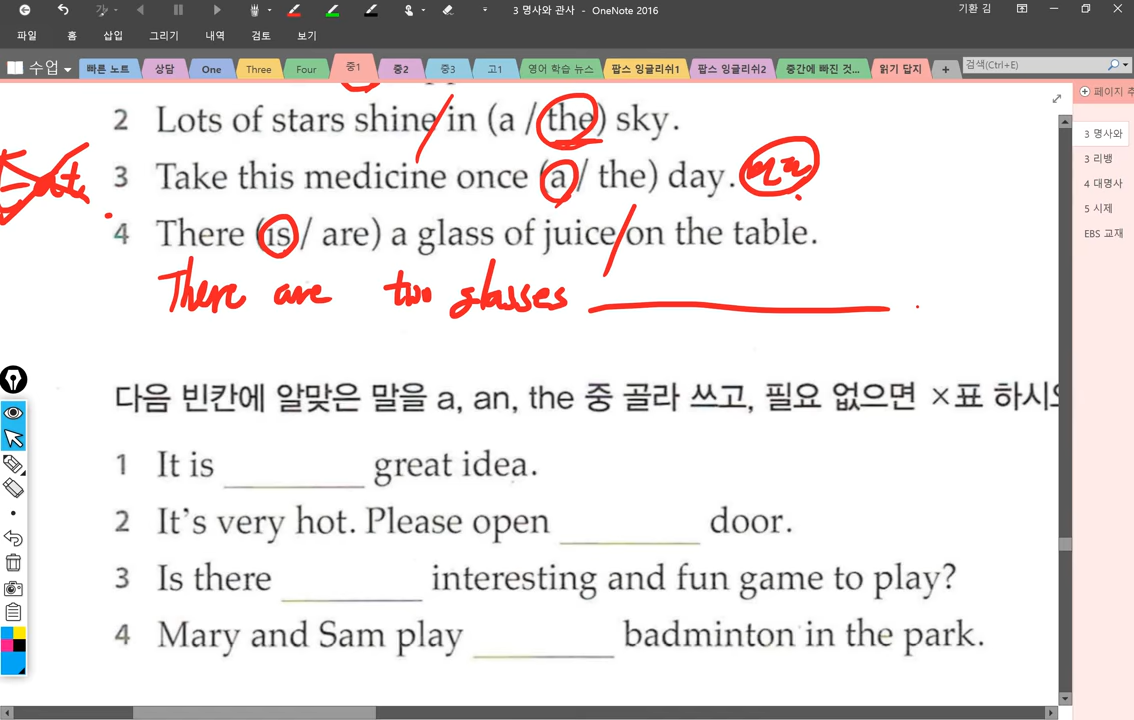 3 명사와 관사 - OneNote 2016
기환 김
파일 홈 삽입 그리기 내역 검토 보기
수업 빠른 노트 상담 One Three Four 중1 중2 중3 고1 영어 학습 뉴스 팝스 잉글리쉬1 팝스 잉글리쉬2 중간에 빠진 것... 읽기 답지 + 검색(Ctrl+E)
페이지 추
3 명사와
3 리뱅
4 대명사
5 시제
EBS 교재
2 Lots of stars shine in (a / the) sky.
3 Take this medicine once (a / the) day.
Eat
4 There (is / are) a glass of juice on the table.
There are two glasses
다음 빈칸에 알맞은 말을 a, an, the 중 골라 쓰고, 필요 없으면 ×표 하시오
1 It is ________ great idea.
2 It's very hot. Please open ________ door.
3 Is there ________ interesting and fun game to play?
4 Mary and Sam play ________ badminton in the park.